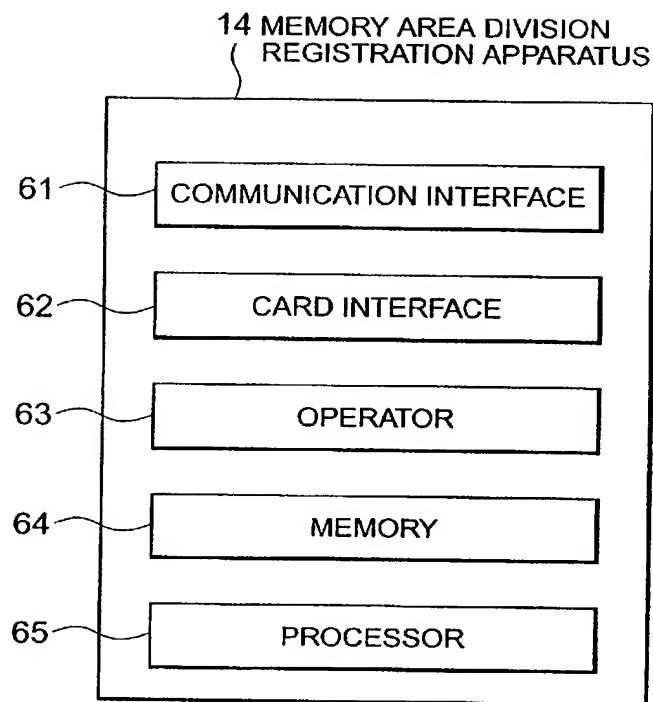 14 MEMORY AREA DIVISION
REGISTRATION APPARATUS
61 COMMUNICATION INTERFACE
62 CARD INTERFACE
63 OPERATOR
64 MEMORY
65 PROCESSOR